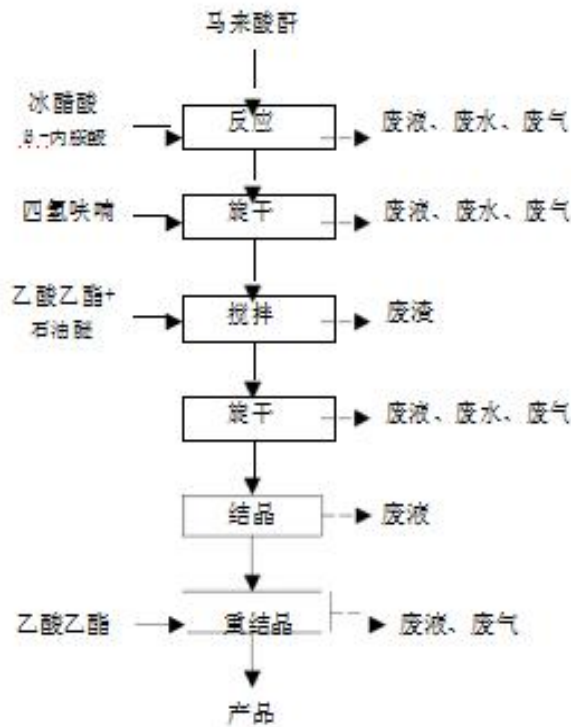 马来酸酐
冰醋酸
β-丙胺酸
反应
废液、废水、废气
四氢呋喃
旋干
废液、废水、废气
乙酸乙酯+
石油醚
搅拌
废渣
旋干
废液、废水、废气
结晶
废液
乙酸乙酯
重结晶
废液、废气
产品